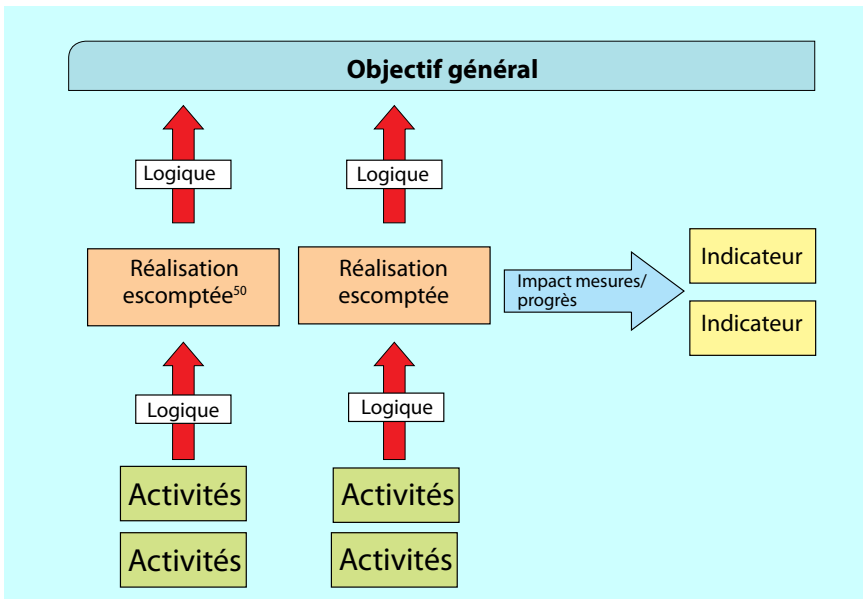 Objectif général
Logique
Logique
Réalisation
escomptée⁵⁰
Réalisation
escomptée
Impact mesures/
progrès
Indicateur
Indicateur
Logique
Logique
Activités
Activités
Activités
Activités